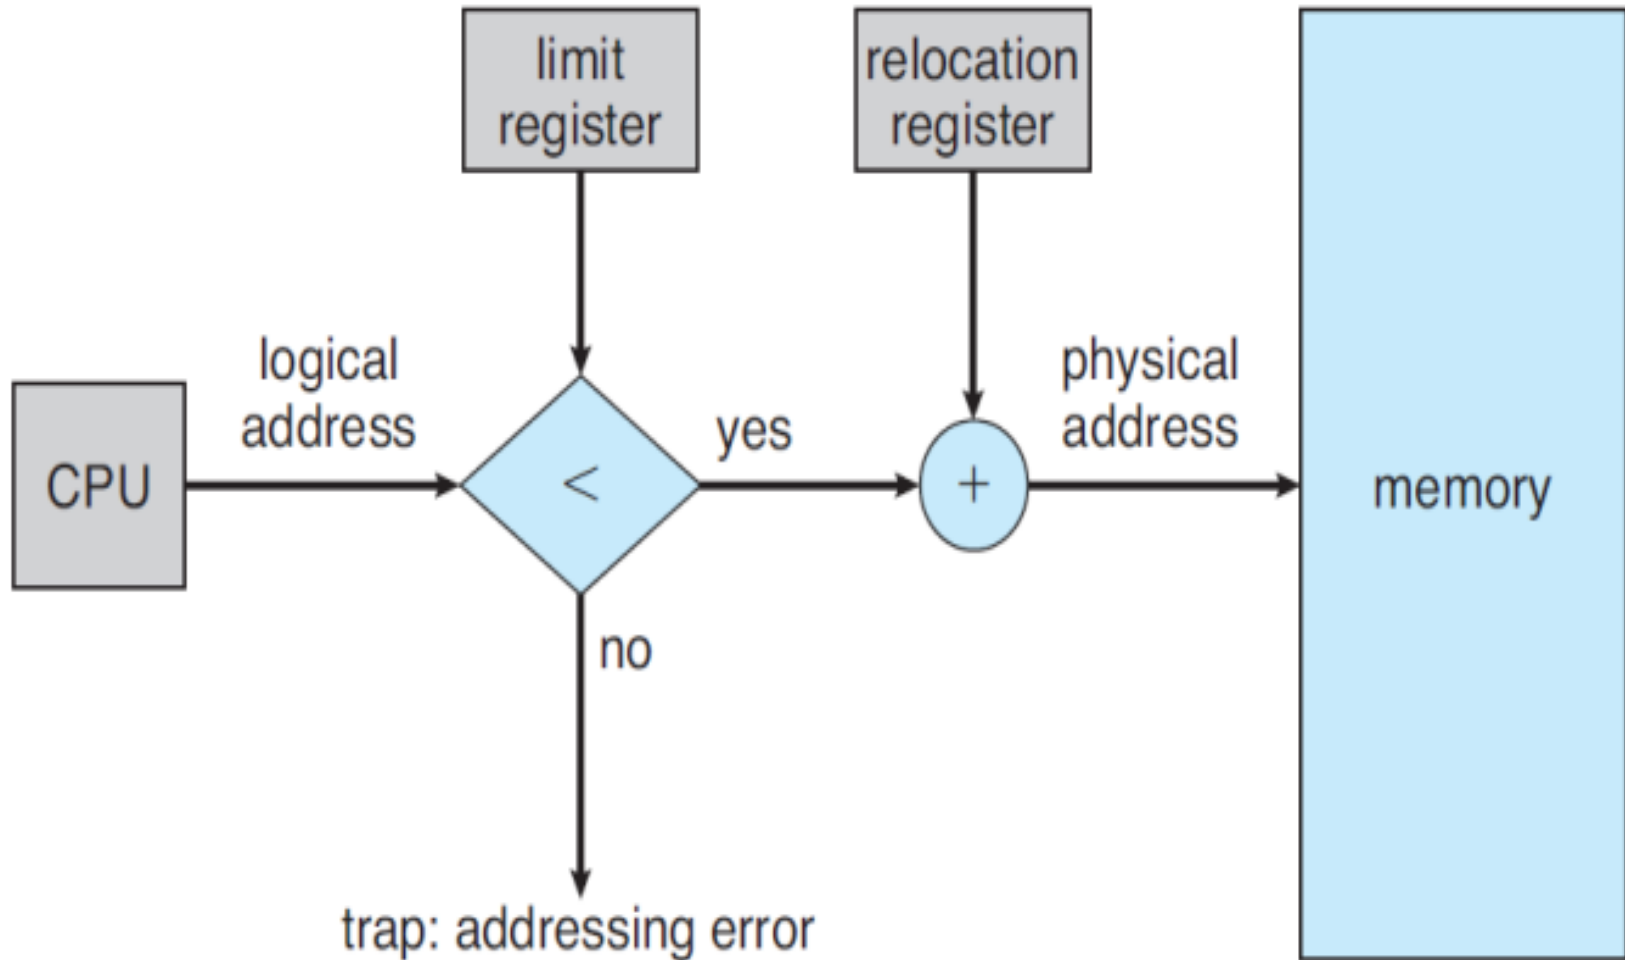 limit
register
relocation
register
logical
address
physical
address
CPU
<
yes
+
memory
no
trap: addressing error